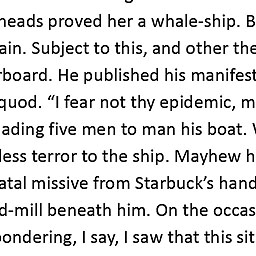 heads proved her a whale-ship. B
ain. Subject to this, and other the
rboard. He published his manifest
quod. “I fear not thy epidemic, m
ading five men to man his boat. V
less terror to the ship. Mayhew h
atal missive from Starbuck’s hand
d-mill beneath him. On the occas
ondering, I say, I saw that this sit